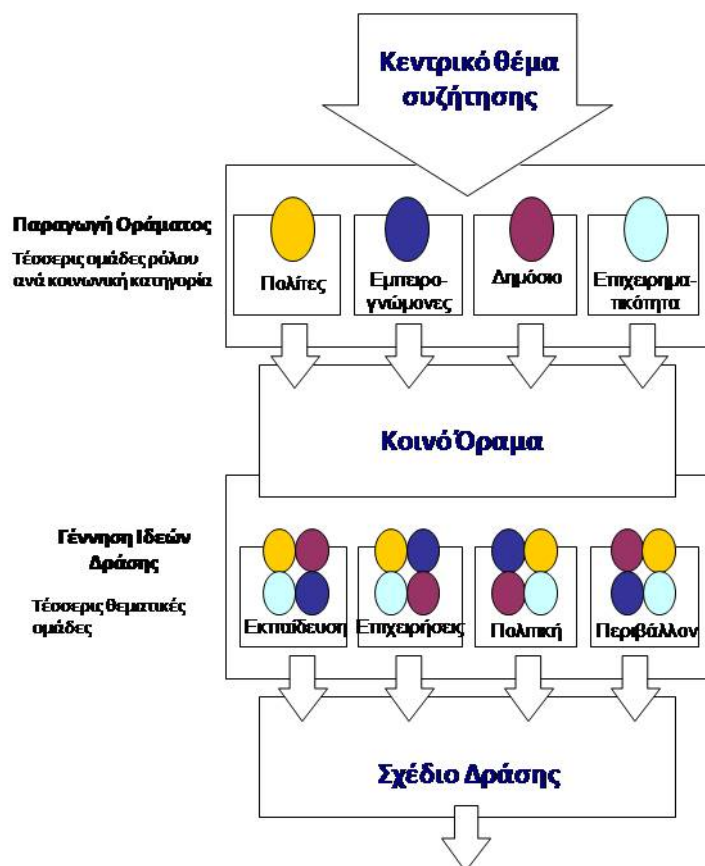 Κεντρικό θέμα
συζήτησης
Παραγωγή Οράματος
Τέσσερις ομάδες ρόλου
ανά κοινωνική κατηγορία
Πολίτες
Εμπειρο-
γνώμονες
Δημόσιο
Επιχειρημα-
τικότητα
Κοινό Όραμα
Γέννηση Ιδεών
Δράσης
Τέσσερις θεματικές
ομάδες
Εκπαίδευση
Επιχειρήσεις
Πολιτική
Περιβάλλον
Σχέδιο Δράσης